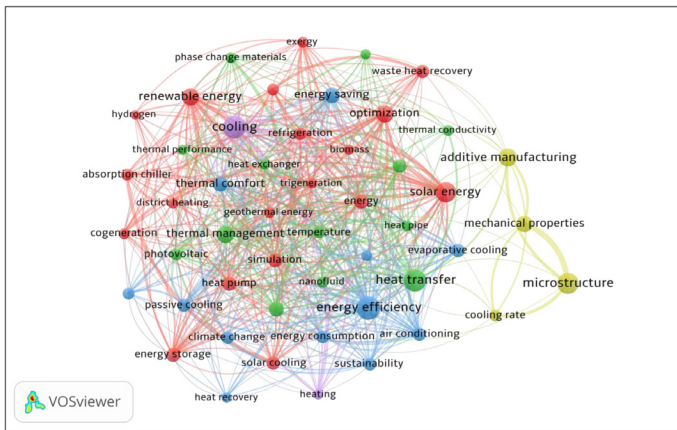 exergy
phase change materials
waste heat recovery
renewable energy
energy saving
optimization
hydrogen
cooling
refrigeration
thermal conductivity
thermal performance
biomass
additive manufacturing
heat exchanger
absorption chiller
thermal comfort
trigeneration
solar energy
district heating
energy
geothermal energy
mechanical properties
cogeneration
thermal management
temperature
heat pipe
photovoltaic
simulation
evaporative cooling
heat pump
nanofluid
heat transfer
microstructure
passive cooling
energy efficiency
cooling rate
climate change
energy consumption
air conditioning
energy storage
solar cooling
sustainability
heat recovery
heating
VOSviewer